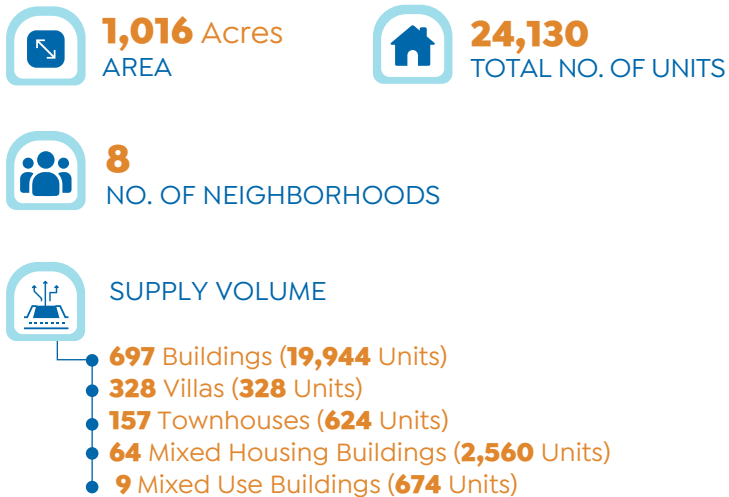 1,016 Acres
AREA
24,130
TOTAL NO. OF UNITS
8
NO. OF NEIGHBORHOODS
SUPPLY VOLUME
697 Buildings (19,944 Units)
328 Villas (328 Units)
157 Townhouses (624 Units)
64 Mixed Housing Buildings (2,560 Units)
9 Mixed Use Buildings (674 Units)